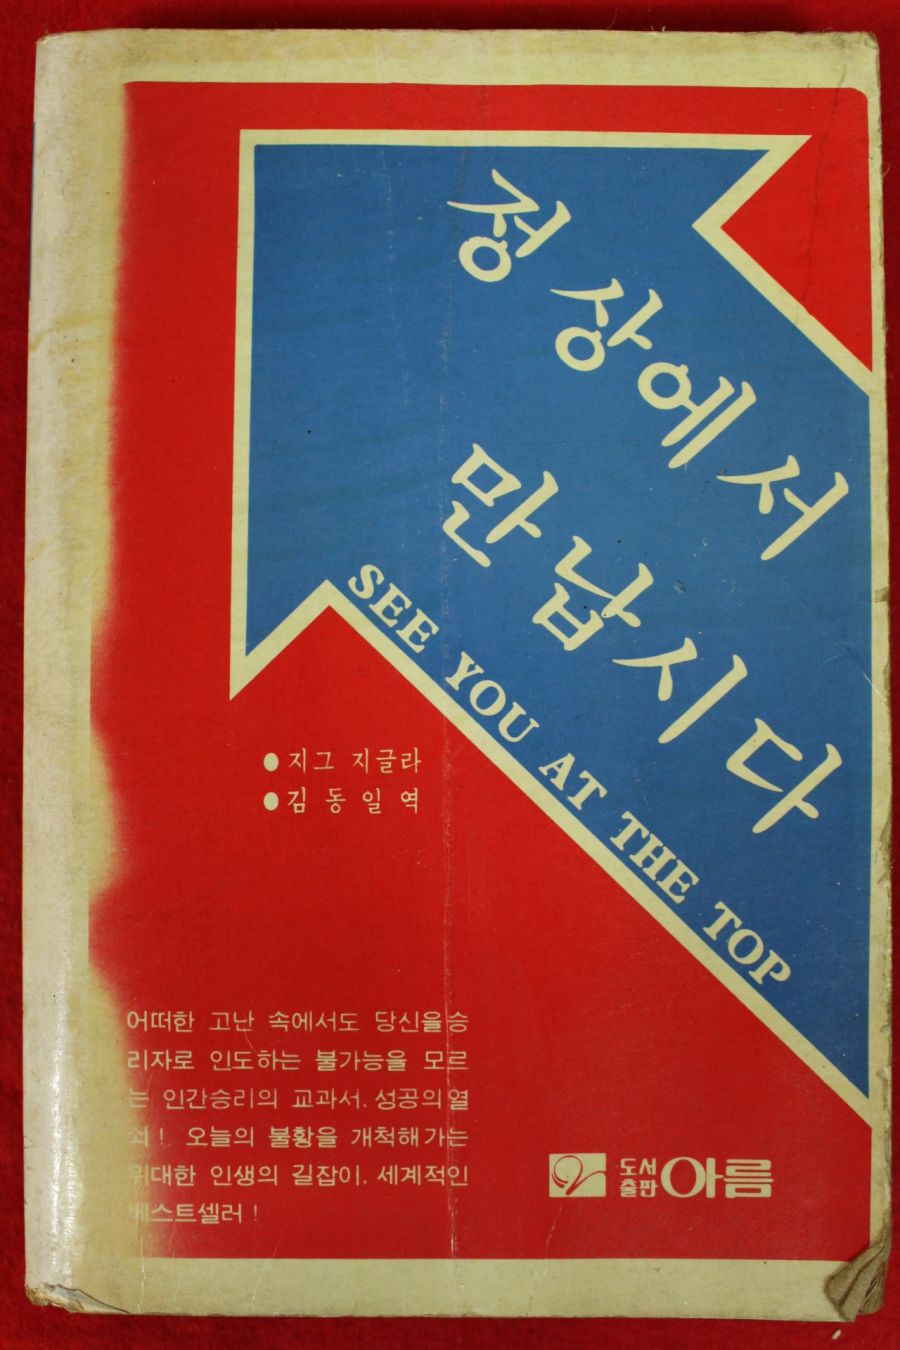 정상에서
만납시다
SEE YOU AT THE TOP
●지그 지글라
●김동일 역
어떠한 고난 속에서도 당신을승
리자로 인도하는 불가능을 모르
는 인간승리의 교과서. 성공의열
쇠! 오늘의 불황을 개척해가는
위대한 인생의 길잡이. 세계적인
베스트셀러!
도서
출판 아름